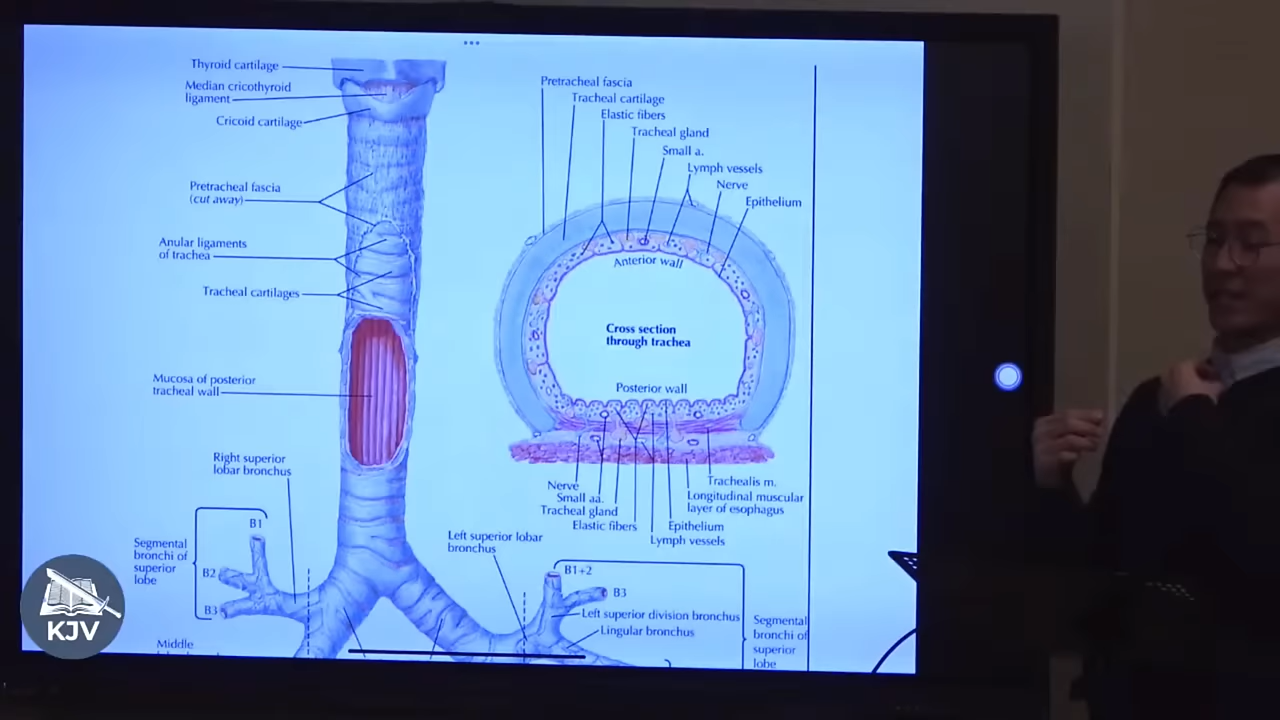 Thyroid cartilage
Median cricothyroid
ligament
Cricoid cartilage
Pretracheal fascia
(cut away)
Anular ligaments
of trachea
Tracheal cartilages
Mucosa of posterior
tracheal wall
Right superior
lobar bronchus
B1
Segmental
bronchi of
superior
lobe
B2
B3
Middle
Pretracheal fascia
Tracheal cartilage
Elastic fibers
Tracheal gland
Small a.
Lymph vessels
Nerve
Epithelium
Anterior wall
Cross section
through trachea
Posterior wall
Nerve
Small aa.
Tracheal gland
Elastic fibers
Trachealis m.
Longitudinal muscular
layer of esophagus
Epithelium
Lymph vessels
Left superior lobar
bronchus
B1+2
B3
Left superior division bronchus
Lingular bronchus
Segmental
bronchi of
superior
lobe
KJV